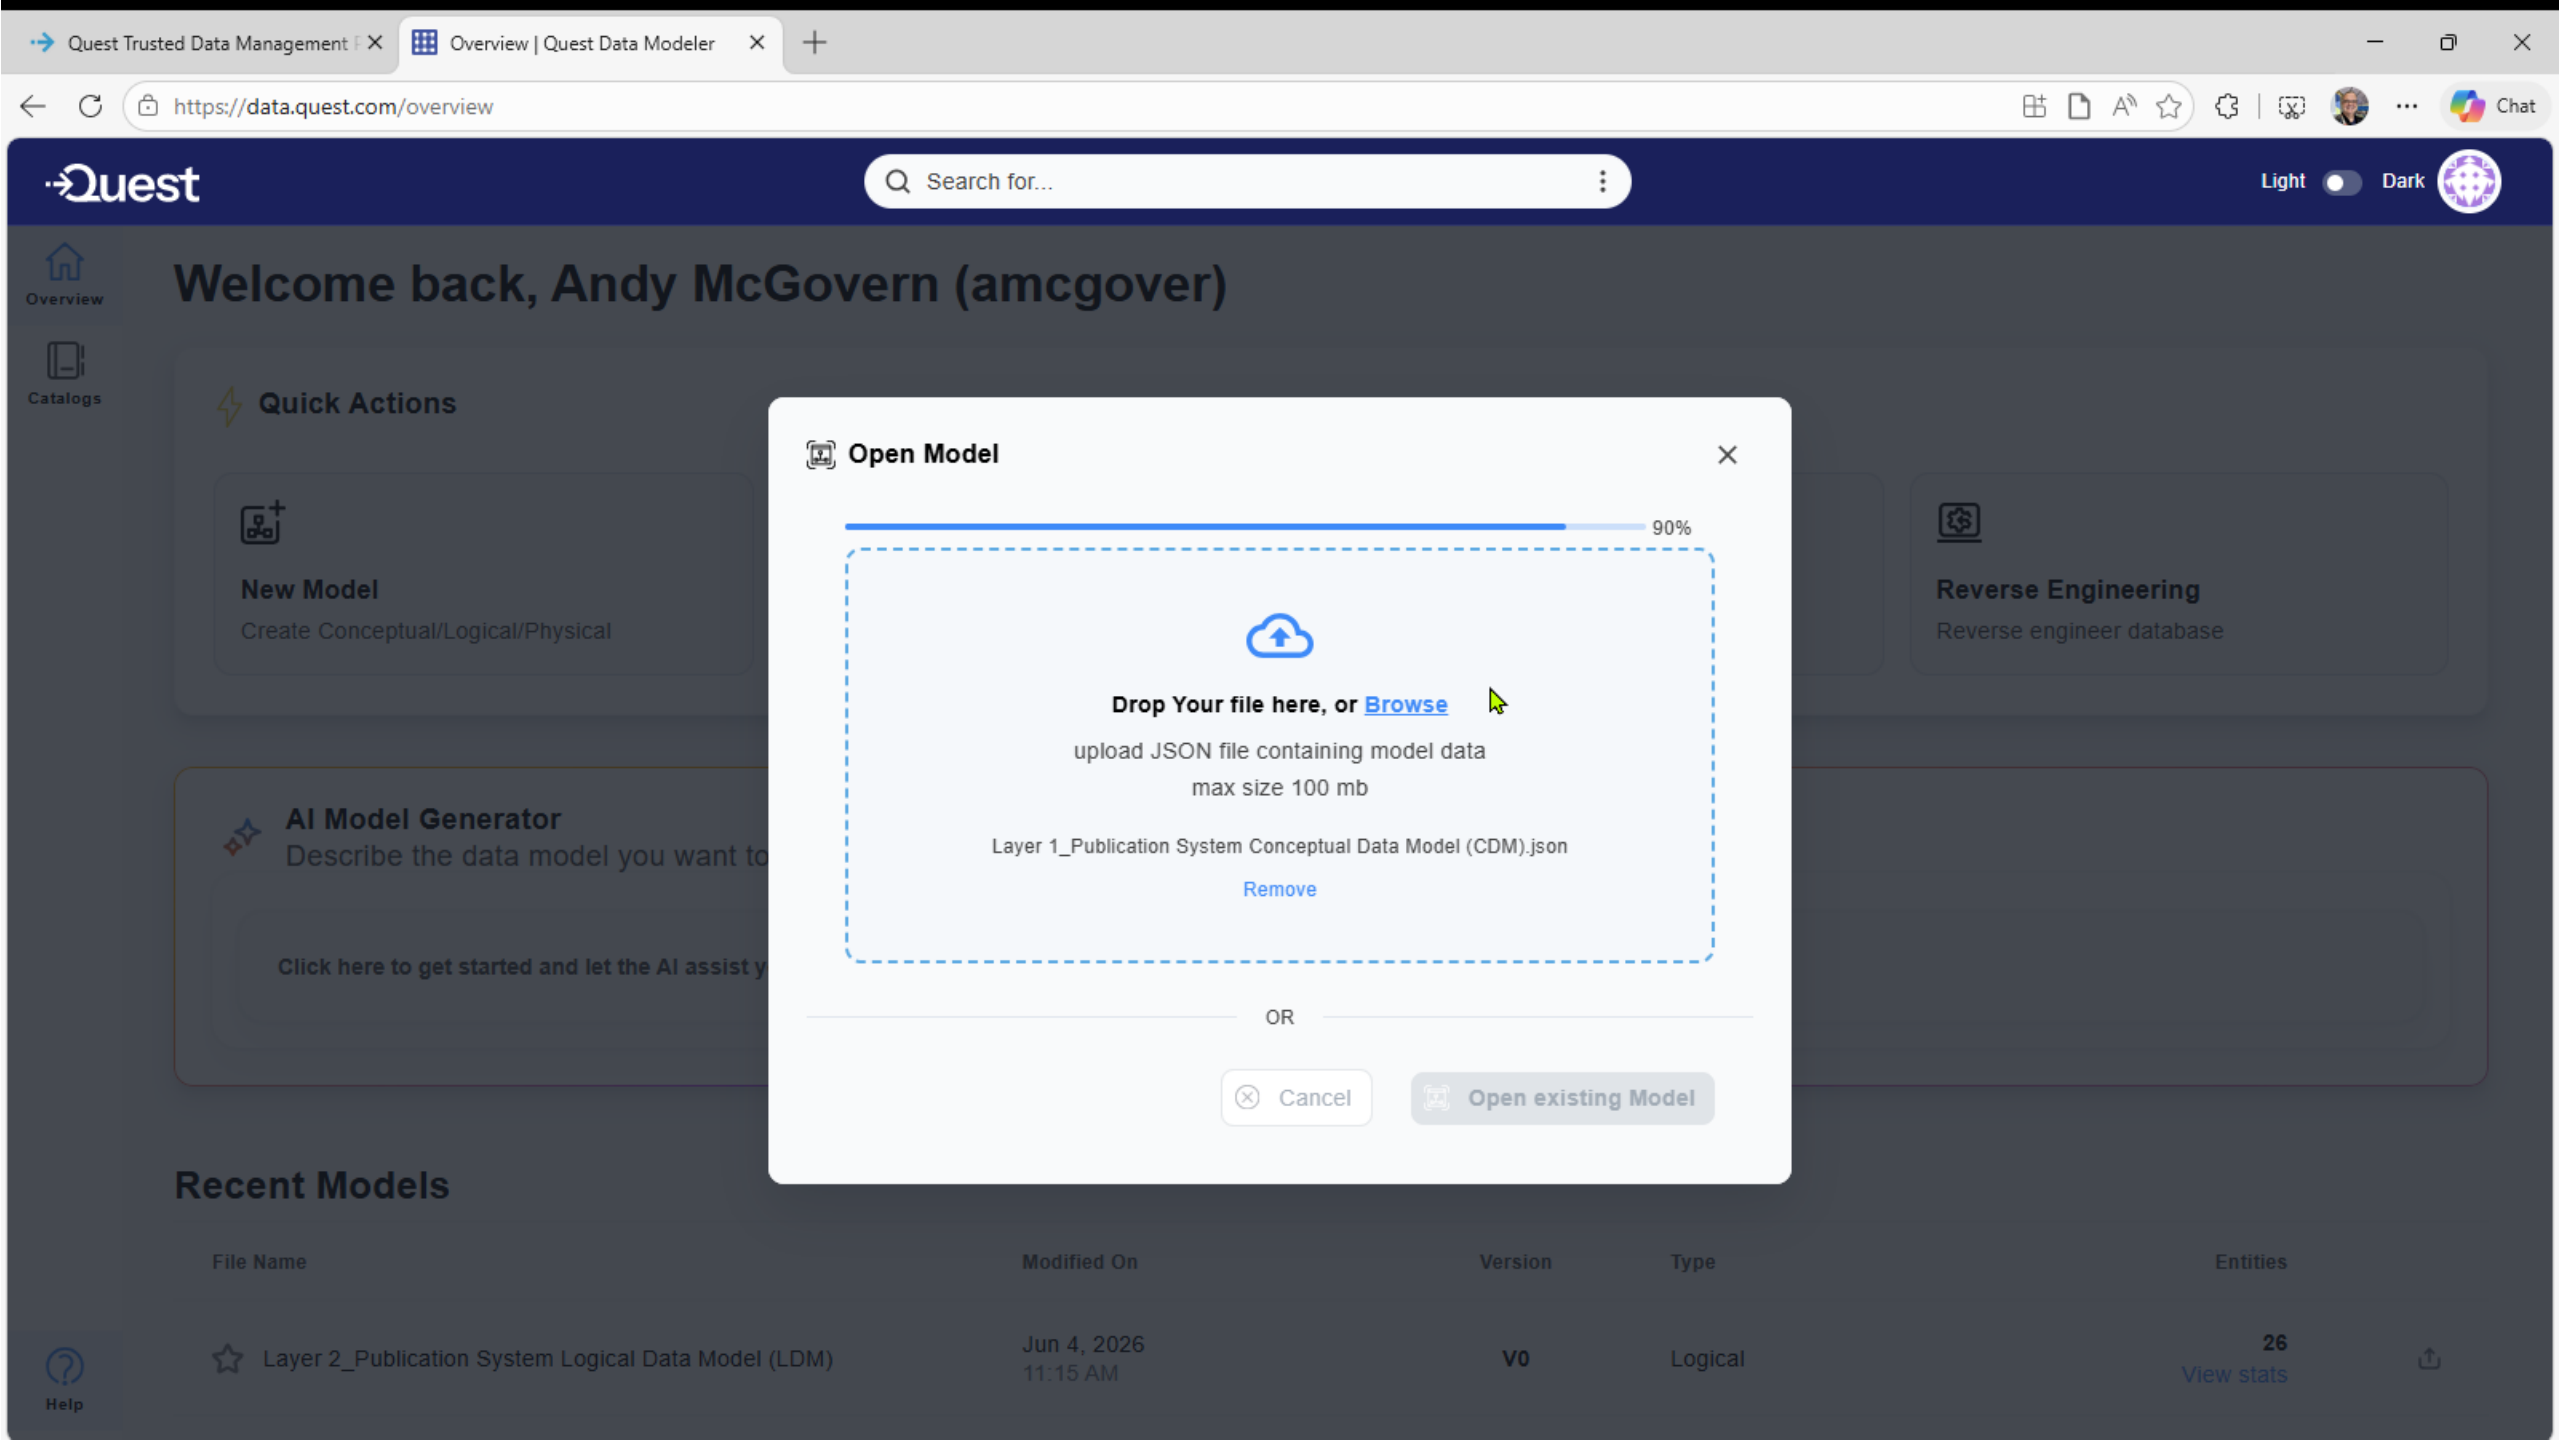 Quest Trusted Data Management
Overview | Quest Data Modeler
https://data.quest.com/overview
Chat
Quest
Search for...
Light
Dark
Overview
Catalogs
Help
Welcome back, Andy McGovern (amcgover)
Quick Actions
New Model
Create Conceptual/Logical/Physical
Reverse Engineering
Reverse engineer database
AI Model Generator
Describe the data model you want to
Click here to get started and let the AI assist y
Open Model
90%
Drop Your file here, or Browse
upload JSON file containing model data
max size 100 mb
Layer 1_Publication System Conceptual Data Model (CDM).json
Remove
OR
Cancel
Open existing Model
Recent Models
File Name Modified On Version Type Entities
Layer 2_Publication System Logical Data Model (LDM)
Jun 4, 2026
11:15 AM
V0
Logical
26
View stats